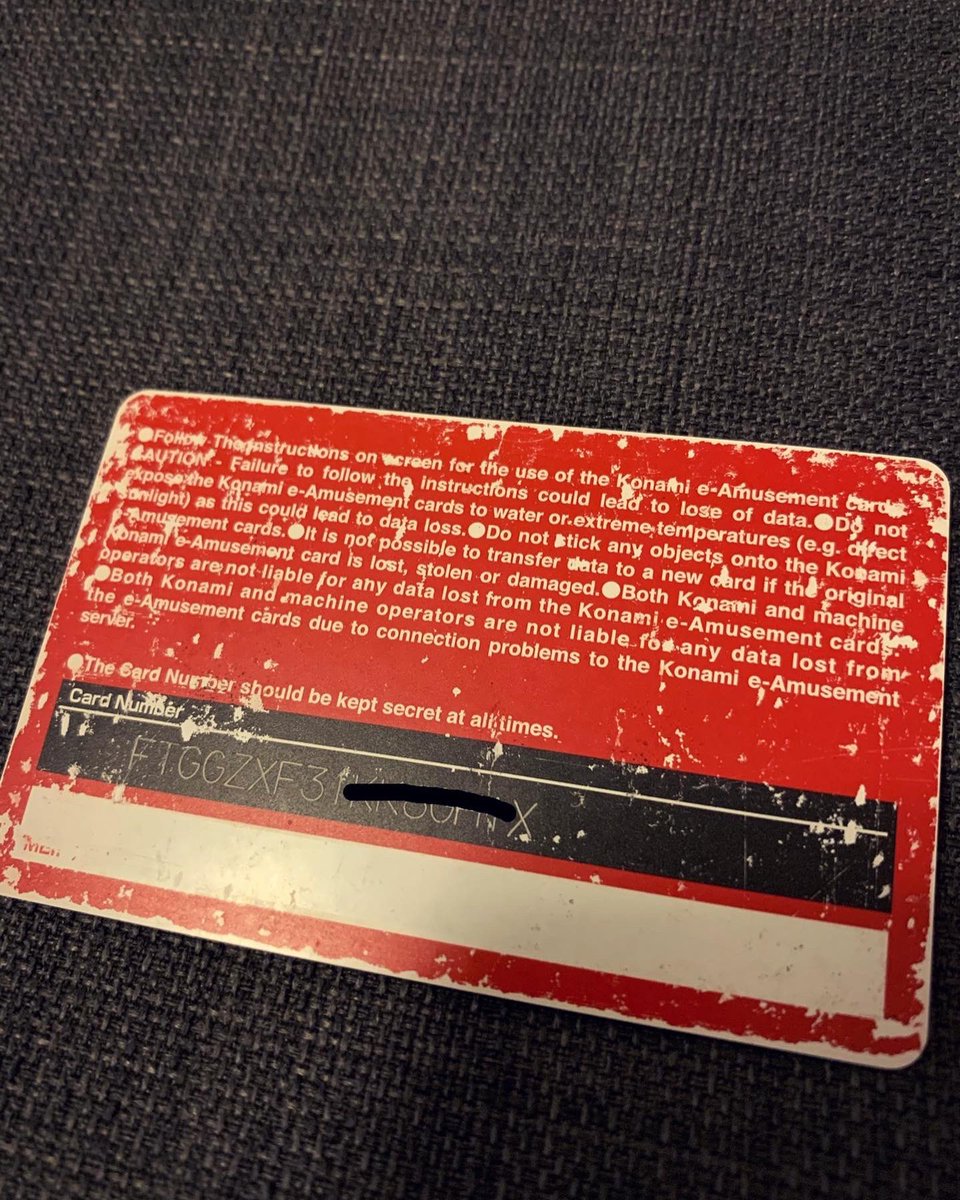 ●Follow The instructions on screen for the use of the Konami e-Amusement card.
CAUTION - Failure to follow the instructions could lead to lose of data.●Do not
expose the Konami e-Amusement cards to water or extreme temperatures (e.g. direct
sunlight) as this could lead to data loss.●Do not stick any objects onto the Konami
e-Amusement cards.●It is not possible to transfer data to a new card if the original
Konami e-Amusement card is lost, stolen or damaged.●Both Konami and machine
operators are not liable for any data lost from the Konami e-Amusement cards.
●Both Konami and machine operators are not liable for any data lost from
the e-Amusement cards due to connection problems to the Konami e-Amusement
server.
●The Card Number should be kept secret at all times.
Card Number